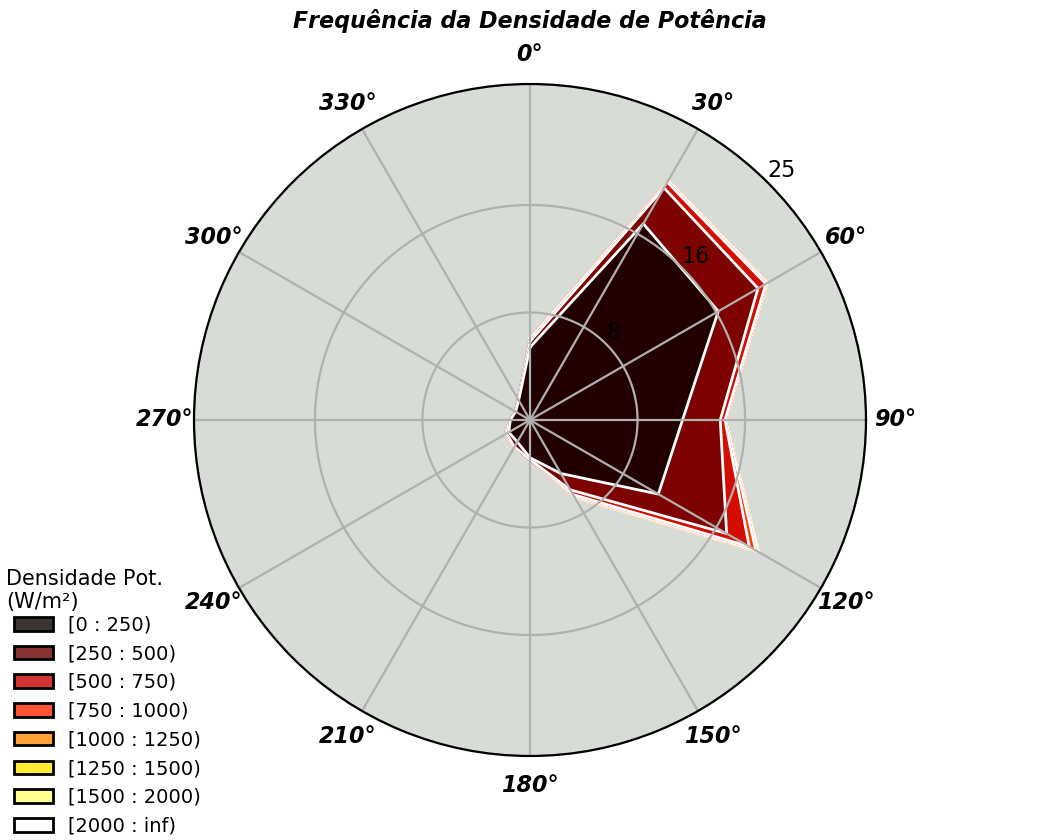 Frequência da Densidade de Potência
0°
330°
30°
25
300°
60°
16
8
270°
90°
240°
120°
210°
150°
180°
Densidade Pot.
(W/m²)
[0 : 250)
[250 : 500)
[500 : 750)
[750 : 1000)
[1000 : 1250)
[1250 : 1500)
[1500 : 2000)
[2000 : inf)